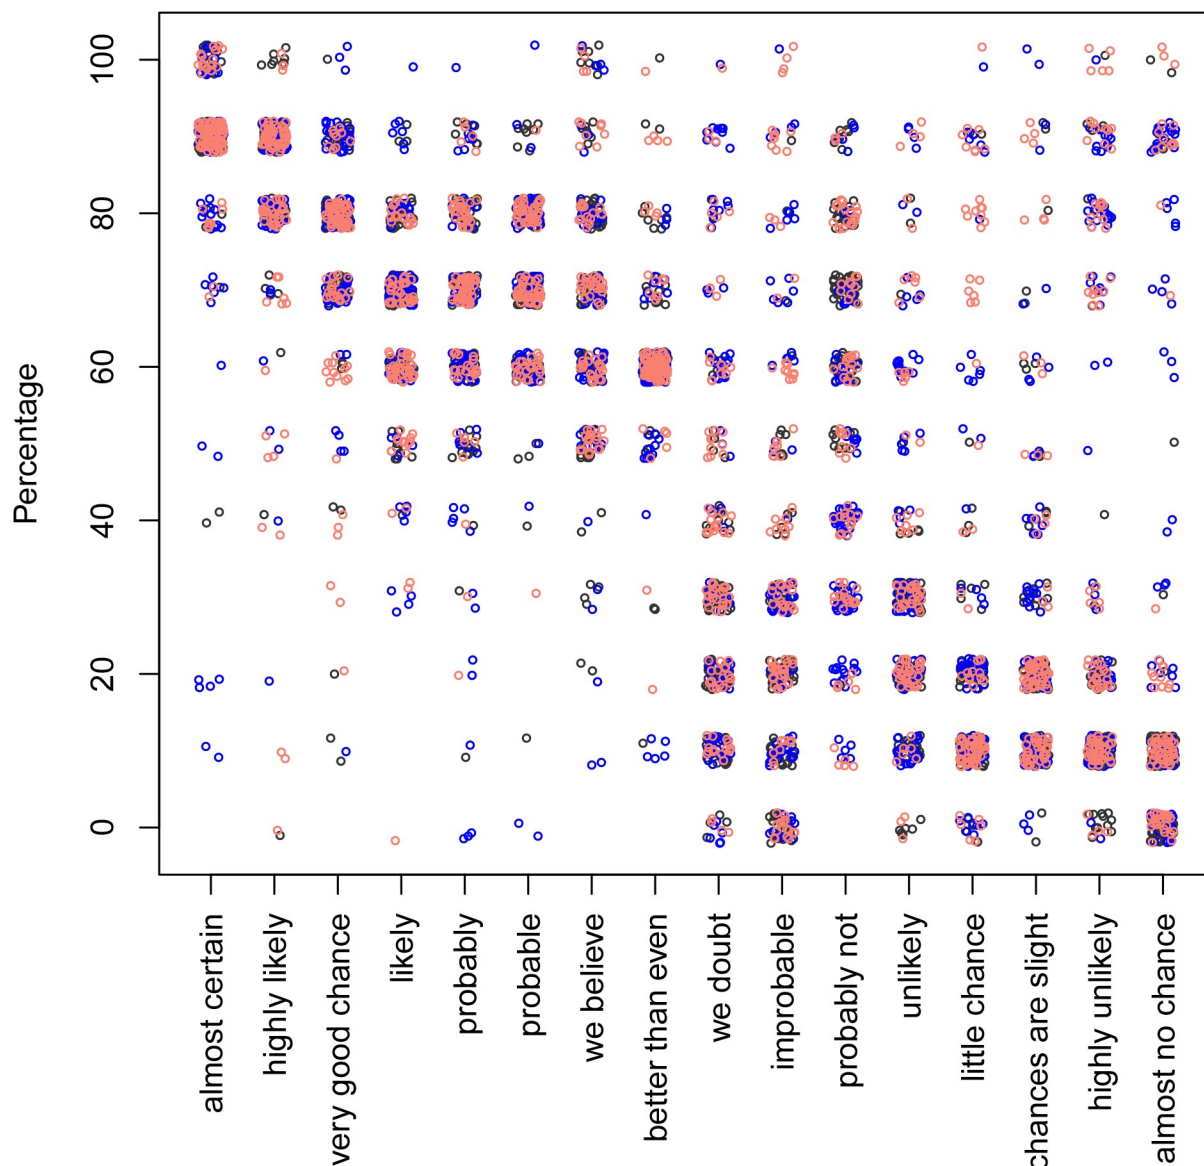 Percentage
100
80
60
40
20
0
almost certain
highly likely
very good chance
likely
probably
probable
we believe
better than even
we doubt
improbable
probably not
unlikely
little chance
chances are slight
highly unlikely
almost no chance